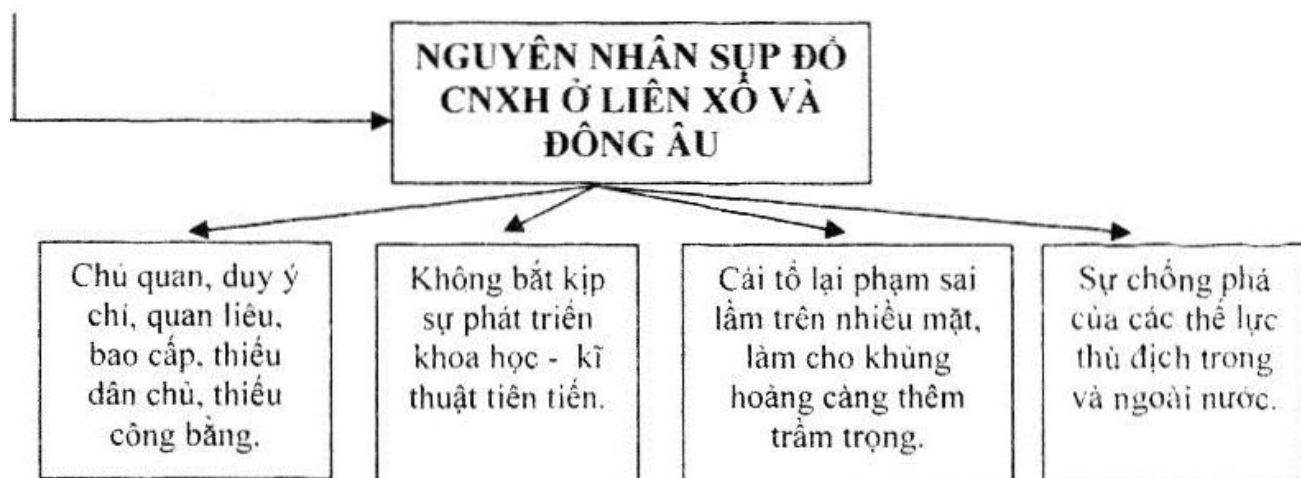 NGUYÊN NHÂN SỤP ĐỔ
CNXH Ở LIÊN XÔ VÀ
ĐÔNG ÂU
Chủ quan, duy ý
chí, quan liêu,
bao cấp, thiếu
dân chủ, thiếu
công bằng.
Không bắt kịp
sự phát triển
khoa học - kĩ
thuật tiên tiến.
Cải tổ lại phạm sai
lầm trên nhiều mặt,
làm cho khủng
hoảng càng thêm
trầm trọng.
Sự chống phá
của các thế lực
thù địch trong
và ngoài nước.